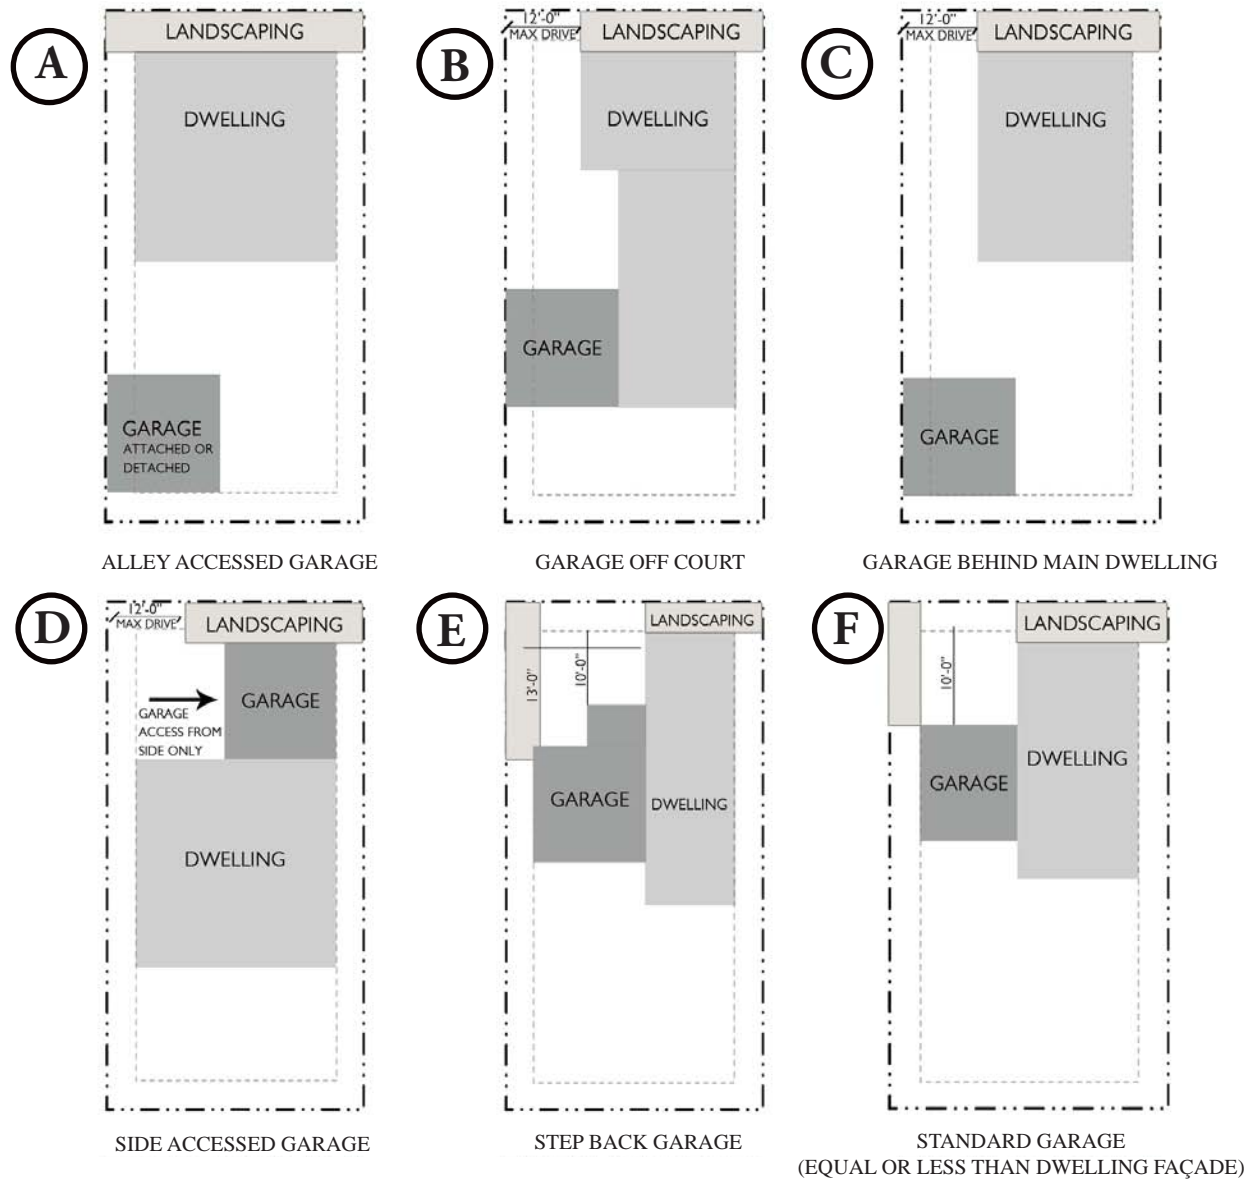 A
LANDSCAPING
DWELLING
GARAGE
ATTACHED OR
DETACHED
ALLEY ACCESSED GARAGE
B
12'-0"
MAX DRIVE
LANDSCAPING
DWELLING
GARAGE
GARAGE OFF COURT
C
12'-0"
MAX DRIVE
LANDSCAPING
DWELLING
GARAGE
GARAGE BEHIND MAIN DWELLING
D
12'-0"
MAX DRIVE
LANDSCAPING
GARAGE
GARAGE
ACCESS FROM
SIDE ONLY
DWELLING
SIDE ACCESSED GARAGE
E
LANDSCAPING
13'-0"
10'-0"
GARAGE
DWELLING
STEP BACK GARAGE
F
LANDSCAPING
10'-0"
DWELLING
GARAGE
STANDARD GARAGE
(EQUAL OR LESS THAN DWELLING FAÇADE)